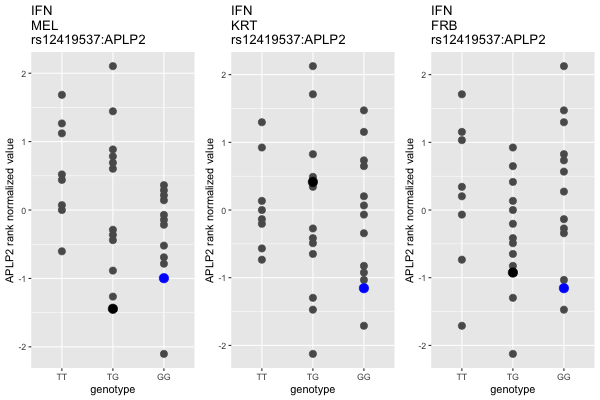 IFN
MEL
rs12419537:APLP2
IFN
KRT
rs12419537:APLP2
IFN
FRB
rs12419537:APLP2
APLP2 rank normalized value
2
1
0
-1
-2
TT
TG
GG
genotype
APLP2 rank normalized value
2
1
0
-1
-2
TT
TG
GG
genotype
APLP2 rank normalized value
2
1
0
-1
-2
TT
TG
GG
genotype